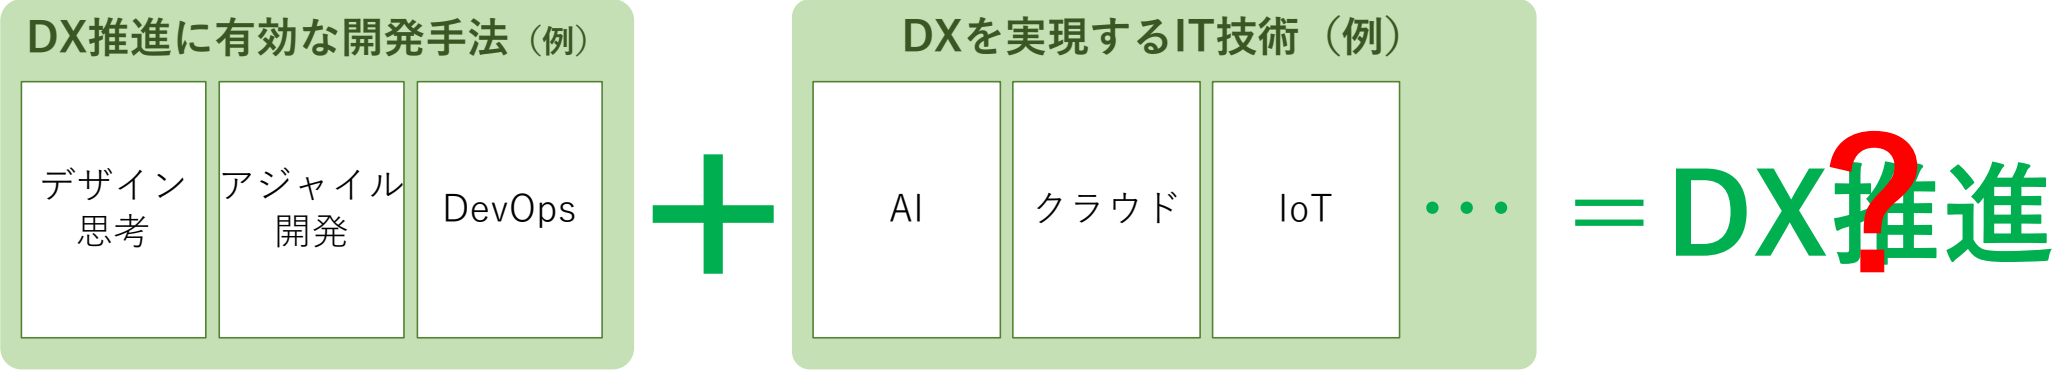 DX推進に有効な開発手法（例）
デザイン
思考
アジャイル
開発
DevOps
＋
DXを実現するIT技術（例）
AI
クラウド
IoT
・・・
＝DX推進
?